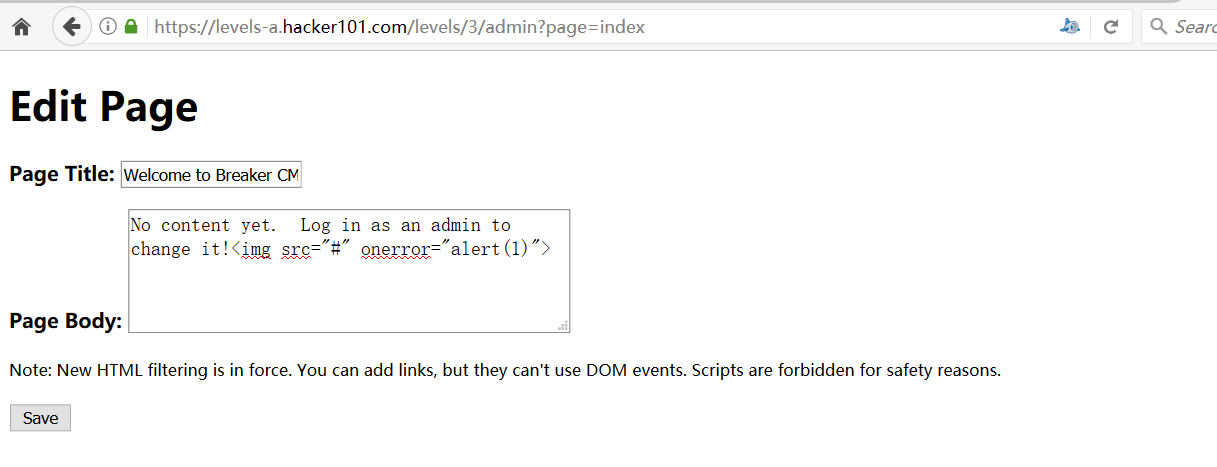 https://levels-a.hacker101.com/levels/3/admin?page=index
Sear
Edit Page
Page Title: Welcome to Breaker CM
No content yet.  Log in as an admin to
change it!<img src="#" onerror="alert(1)">
Page Body:
Note: New HTML filtering is in force. You can add links, but they can't use DOM events. Scripts are forbidden for safety reasons.
Save